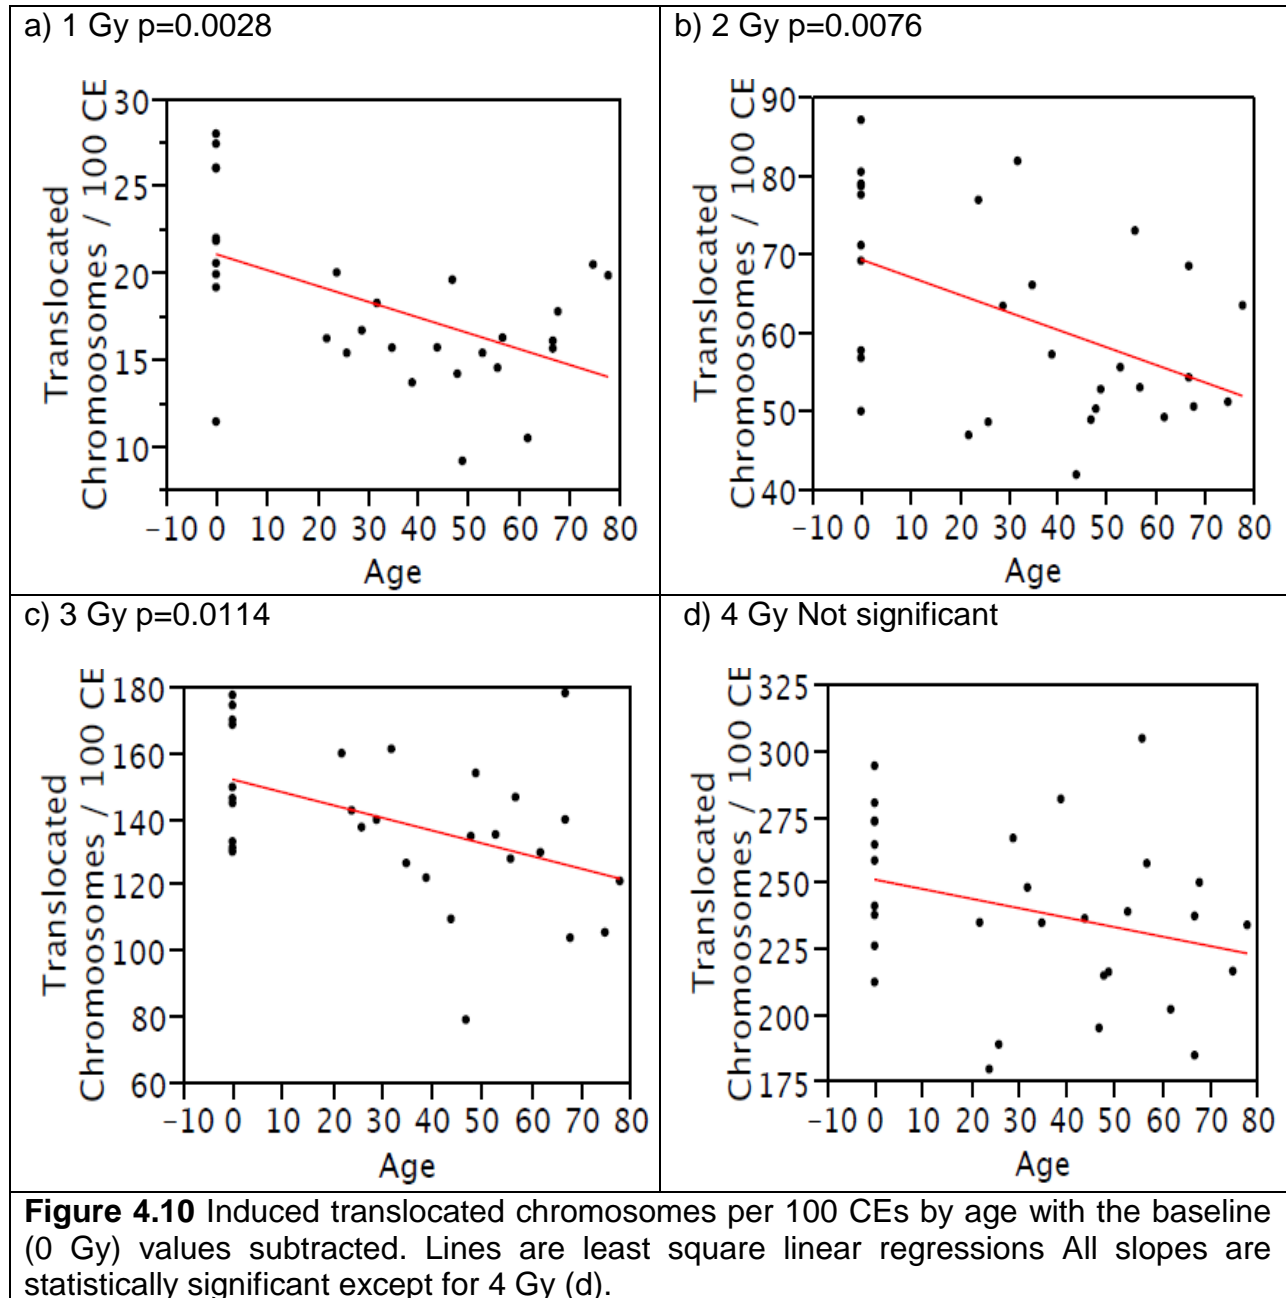 a) 1 Gy p=0.0028
Translocated
Chromoosomes / 100 CE
30
25
20
15
10
−10 0 10 20 30 40 50 60 70 80
Age
b) 2 Gy p=0.0076
Translocated
Chromoosomes / 100 CE
90
180
70
60
50
40
−10 0 10 20 30 40 50 60 70 80
Age
c) 3 Gy p=0.0114
Translocated
Chromoosomes / 100 CE
180
160
140
120
100
80
60
−10 0 10 20 30 40 50 60 70 80
Age
d) 4 Gy Not significant
Translocated
Chromoosomes / 100 CE
325
300
275
250
225
200
175
−10 0 10 20 30 40 50 60 70 80
Age
Figure 4.10 Induced translocated chromosomes per 100 CEs by age with the baseline
(0 Gy) values subtracted. Lines are least square linear regressions All slopes are
statistically significant except for 4 Gy (d).